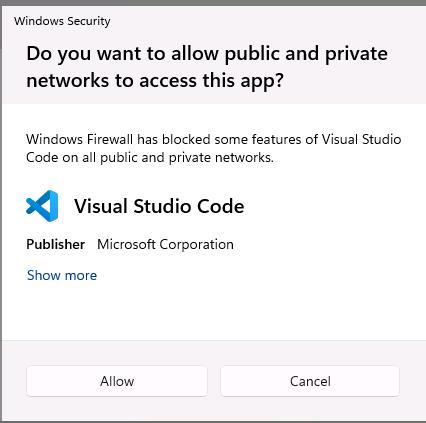 Windows Security
Do you want to allow public and private
networks to access this app?
Windows Firewall has blocked some features of Visual Studio
Code on all public and private networks.
Visual Studio Code
Publisher Microsoft Corporation
Show more
Allow Cancel